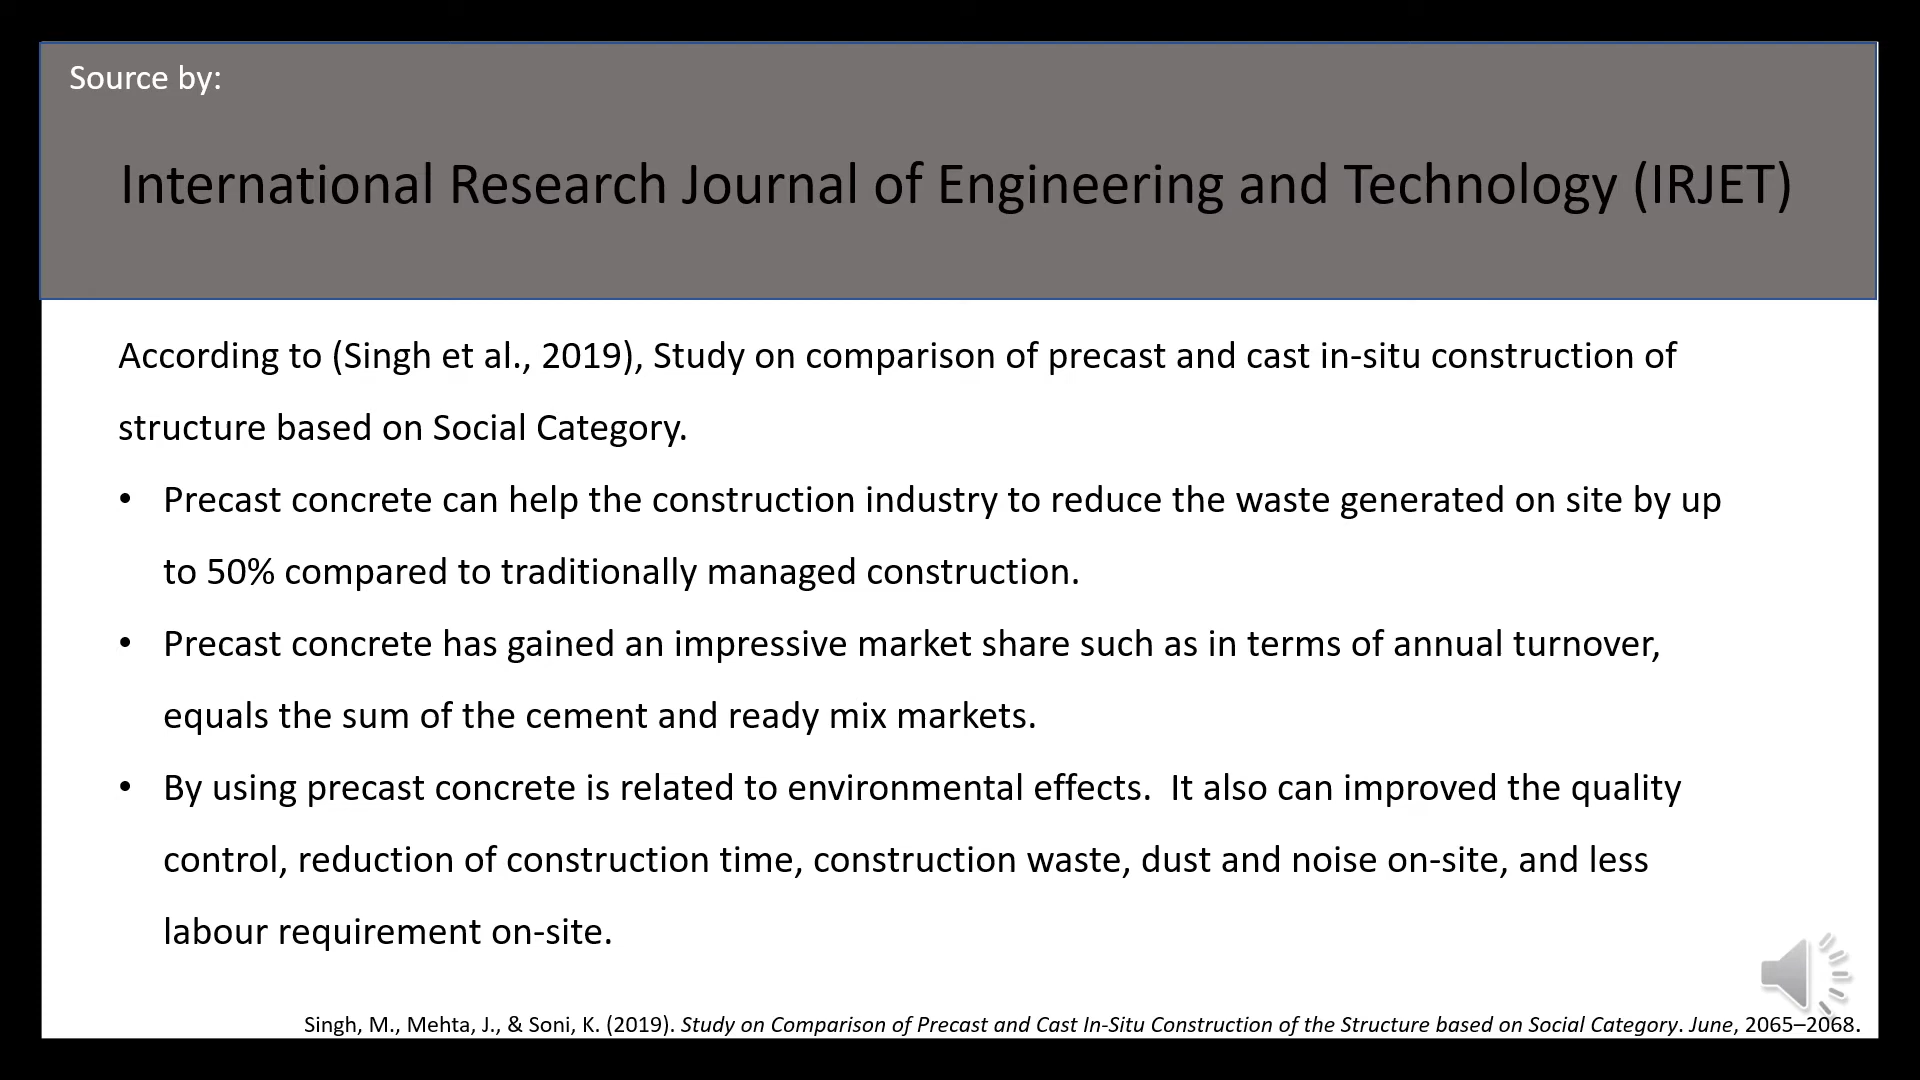 Source by:
International Research Journal of Engineering and Technology (IRJET)
According to (Singh et al., 2019), Study on comparison of precast and cast in-situ construction of
structure based on Social Category.
• Precast concrete can help the construction industry to reduce the waste generated on site by up
to 50% compared to traditionally managed construction.
• Precast concrete has gained an impressive market share such as in terms of annual turnover,
equals the sum of the cement and ready mix markets.
• By using precast concrete is related to environmental effects.  It also can improved the quality
control, reduction of construction time, construction waste, dust and noise on-site, and less
labour requirement on-site.
Singh, M., Mehta, J., & Soni, K. (2019). Study on Comparison of Precast and Cast In-Situ Construction of the Structure based on Social Category. June, 2065–2068.